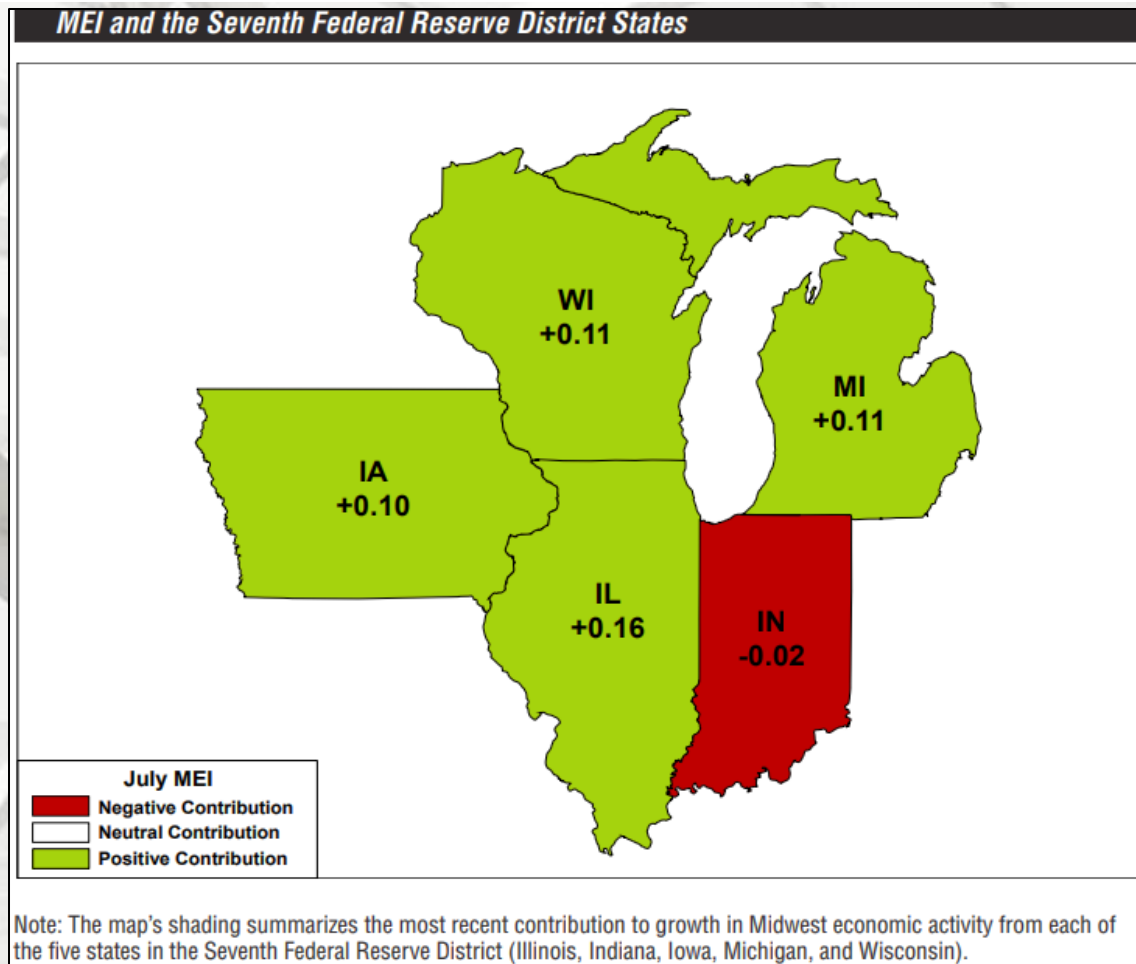 MEI and the Seventh Federal Reserve District States
WI
+0.11
MI
+0.11
IA
+0.10
IL
+0.16
IN
-0.02
July MEI
Negative Contribution
Neutral Contribution
Positive Contribution
Note: The map's shading summarizes the most recent contribution to growth in Midwest economic activity from each of
the five states in the Seventh Federal Reserve District (Illinois, Indiana, Iowa, Michigan, and Wisconsin).